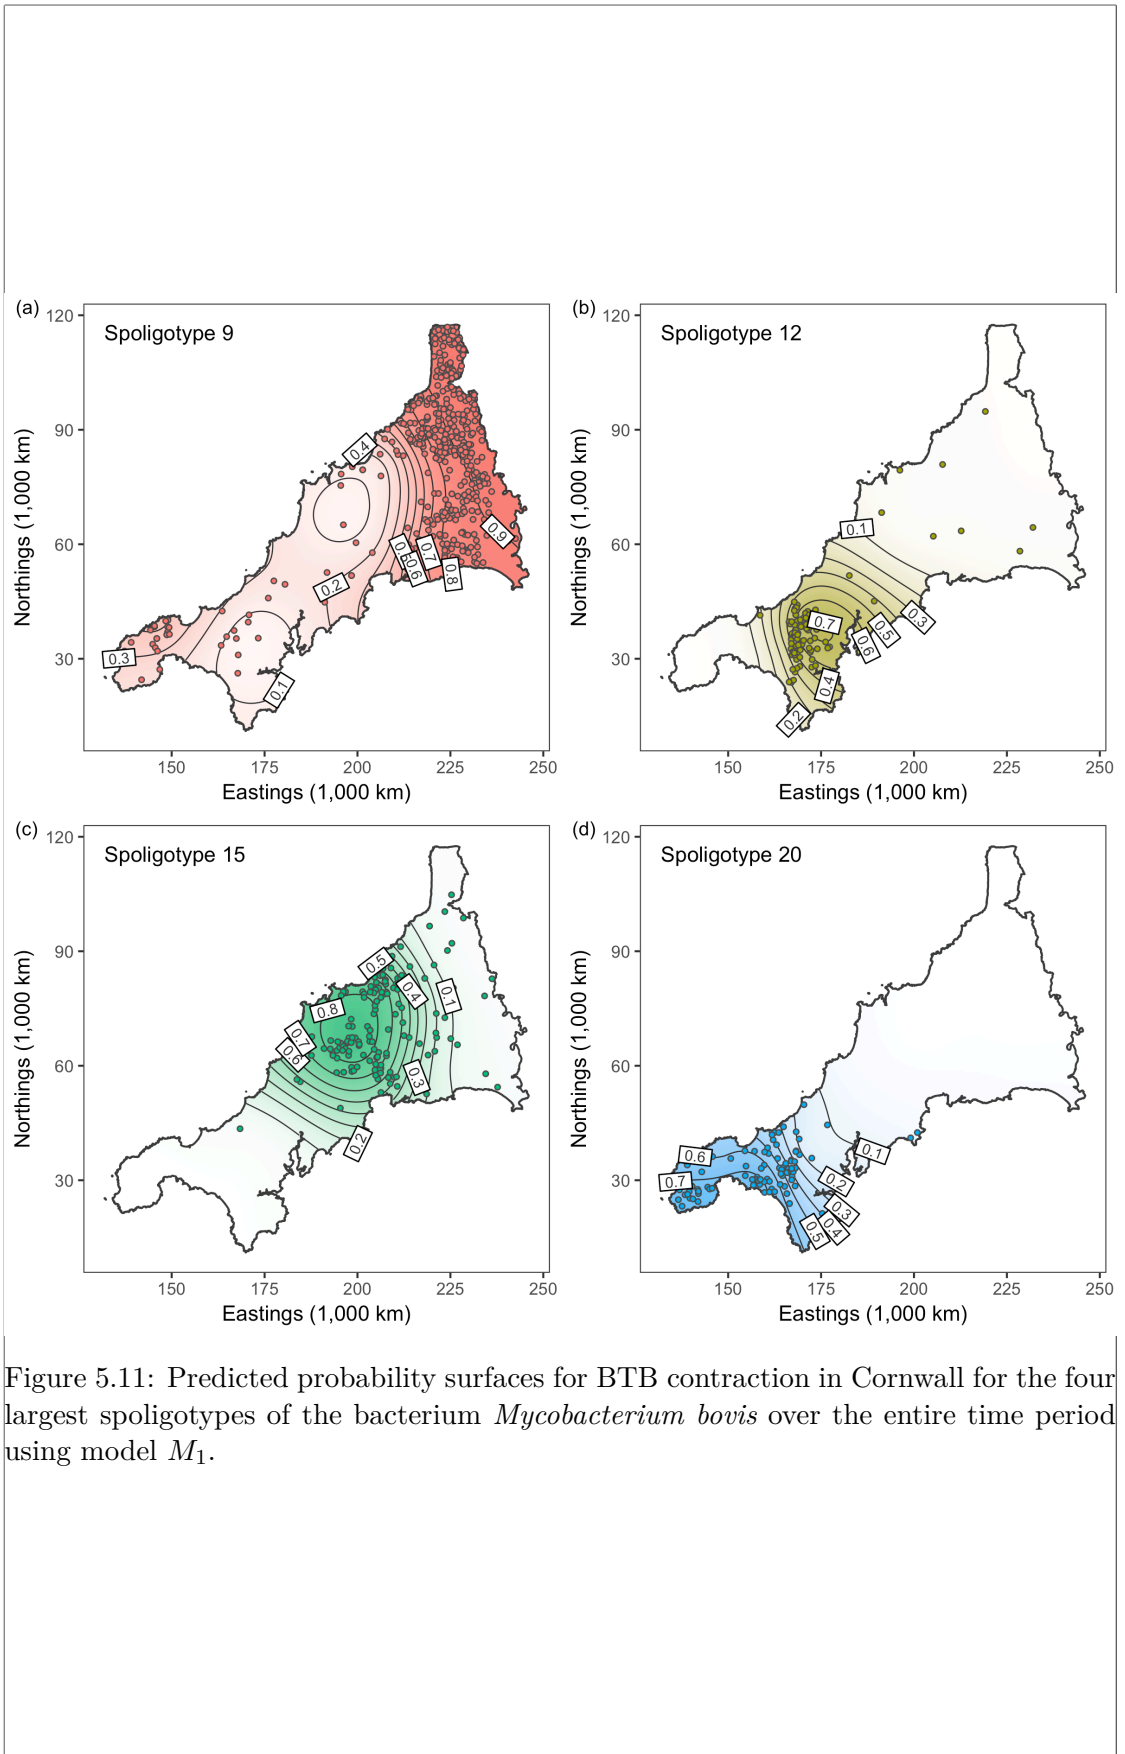 (a)
Spoligotype 9
120
90
60
30
Northings (1,000 km)
0.4
0.9
0.5
0.6
0.7
0.8
0.2
0.3
0.1
150 175 200 225 250
Eastings (1,000 km)
(b)
Spoligotype 12
120
90
60
30
Northings (1,000 km)
0.1
0.7
0.3
0.5
0.6
0.4
0.2
150 175 200 225 250
Eastings (1,000 km)
(c)
Spoligotype 15
120
90
60
30
Northings (1,000 km)
0.5
0.4
0.1
0.8
0.7
0.6
0.3
0.2
150 175 200 225 250
Eastings (1,000 km)
(d)
Spoligotype 20
120
90
60
30
Northings (1,000 km)
0.6
0.7
0.1
0.2
0.3
0.4
0.5
150 175 200 225 250
Eastings (1,000 km)
Figure 5.11: Predicted probability surfaces for BTB contraction in Cornwall for the four
largest spoligotypes of the bacterium Mycobacterium bovis over the entire time period
using model M1.